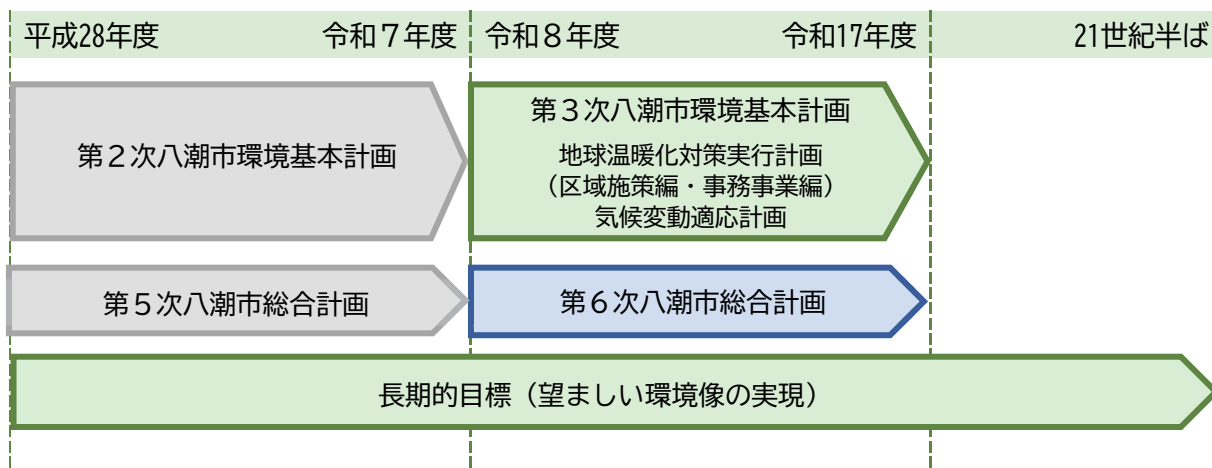 平成28年度 令和７年度 令和８年度 令和17年度 21世紀半ば
第２次八潮市環境基本計画
第３次八潮市環境基本計画
地球温暖化対策実行計画
（区域施策編・事務事業編）
気候変動適応計画
第５次八潮市総合計画
第６次八潮市総合計画
長期的目標（望ましい環境像の実現）